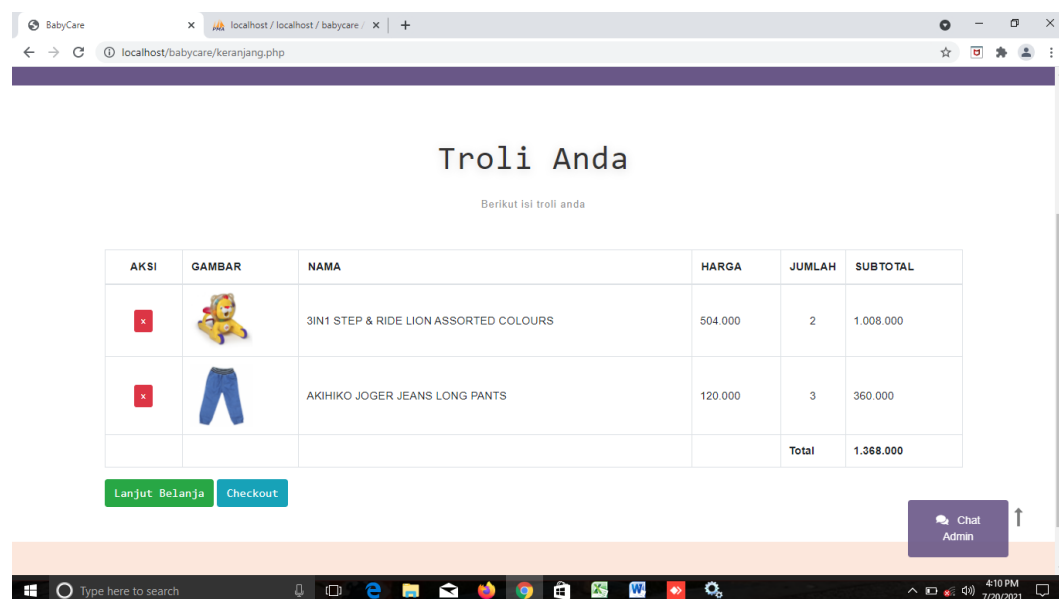 BabyCare
localhost / localhost / babycare /
localhost/babycare/keranjang.php
Troli Anda
Berikut isi troli anda
AKSI GAMBAR NAMA HARGA JUMLAH SUBTOTAL
x 3IN1 STEP & RIDE LION ASSORTED COLOURS 504.000 2 1.008.000
x AKIHIKO JOGER JEANS LONG PANTS 120.000 3 360.000
Total 1.368.000
Lanjut Belanja Checkout
Chat
Admin
Type here to search
4:10 PM
7/20/2021